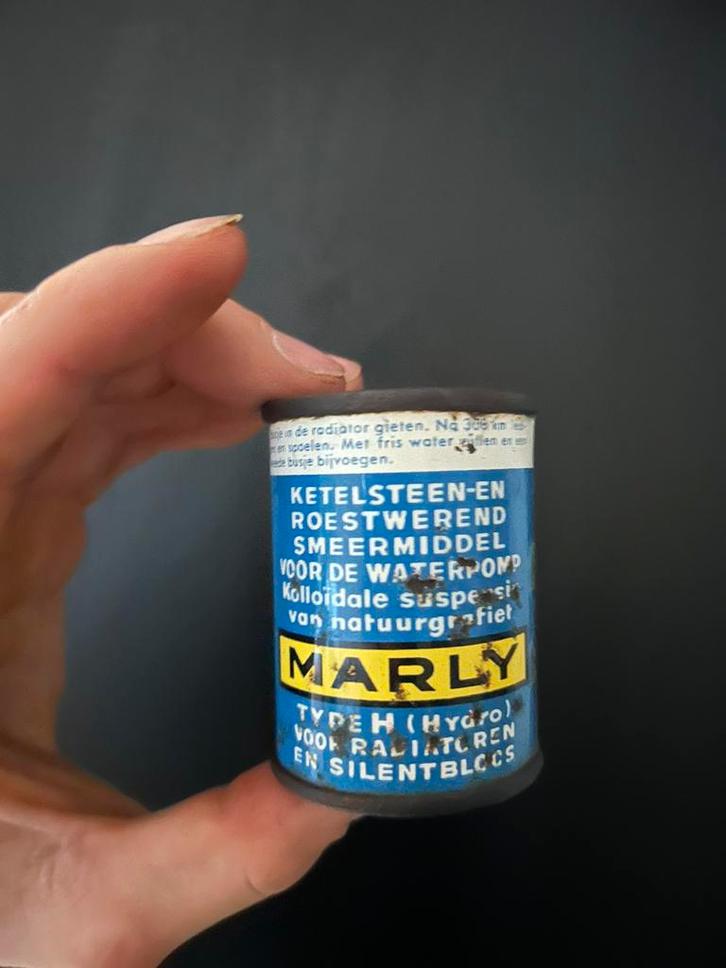 in de radiator gieten. Na 300 km
en spoelen. Met fris water vullen en een
busje bijvoegen.
KETELSTEEN-EN
ROESTWEREND
SMEERMIDDEL
VOOR DE WATERPOMP
Kolloïdale suspensie
van natuurgrafiet
MARLY
TYPE H (Hydro)
VOOR RADIATOREN
EN SILENTBLOCS